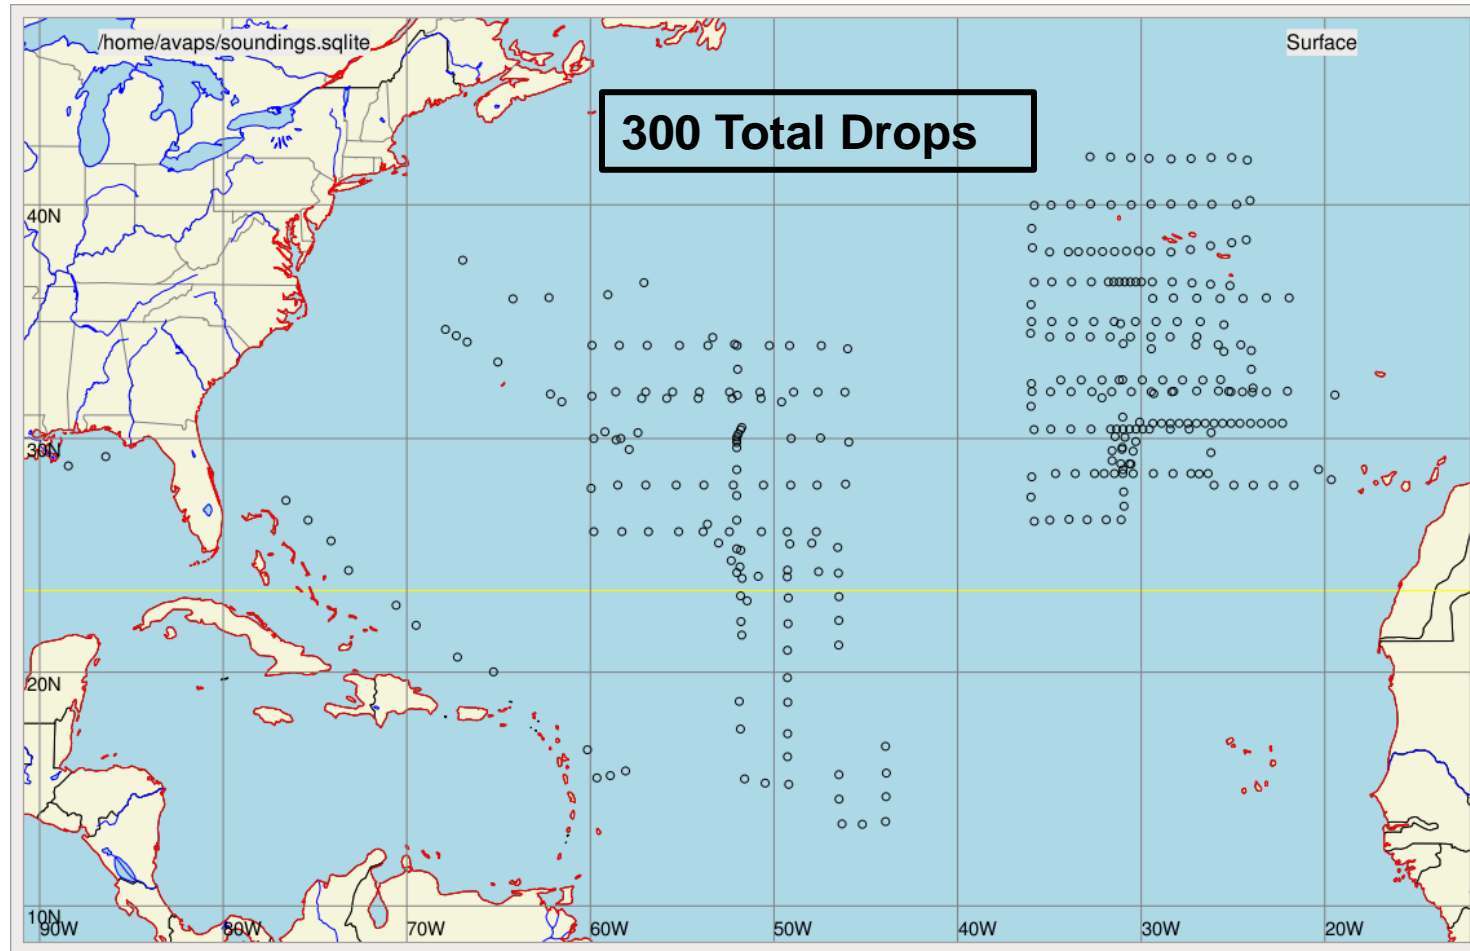 /home/avaps/soundings.sqlite
Surface
300 Total Drops
40N
30N
20N
10N
90W 80W 70W 60W 50W 40W 30W 20W